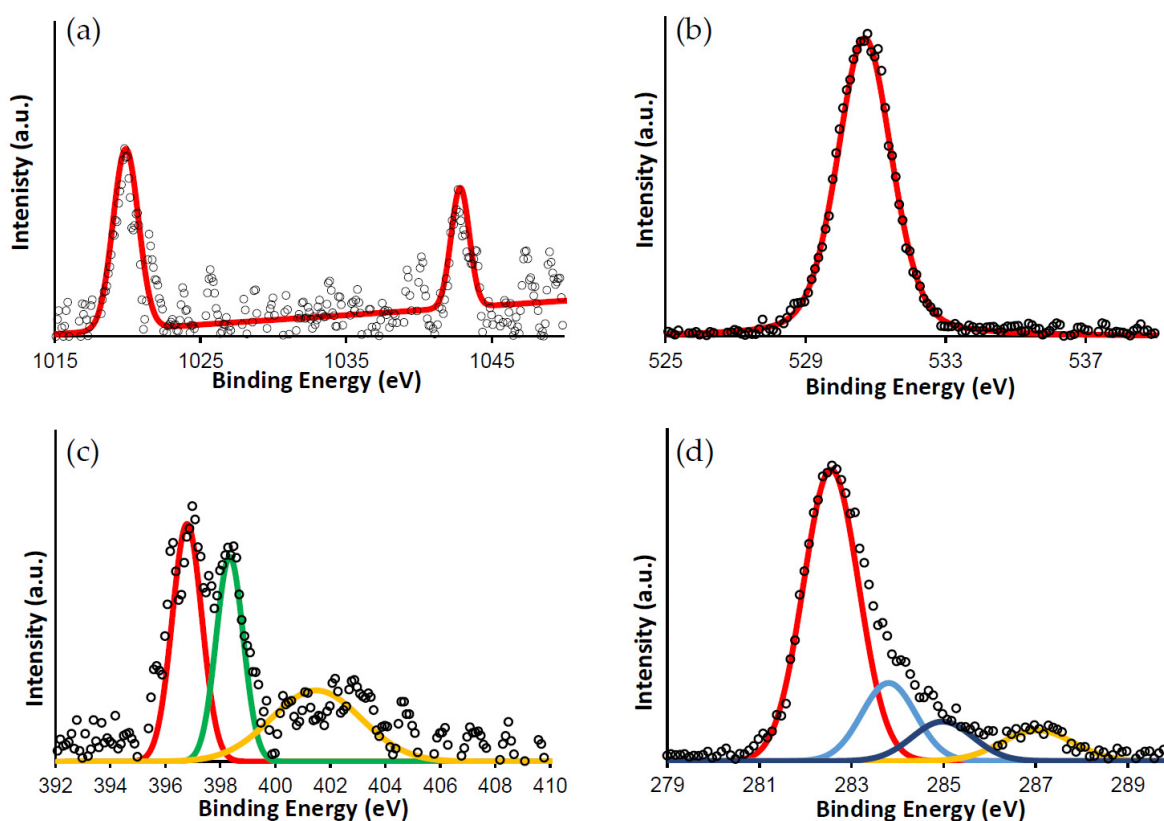 (a)
Intenisty (a.u.)
1015 1025 1035 1045
Binding Energy (eV)
(b)
Intensity (a.u.)
525 529 533 537
Binding Energy (eV)
(c)
Intensity (a.u.)
392 394 396 398 400 402 404 406 408 410
Binding Energy (eV)
(d)
Intensity (a.u.)
279 281 283 285 287 289
Binding Energy (eV)